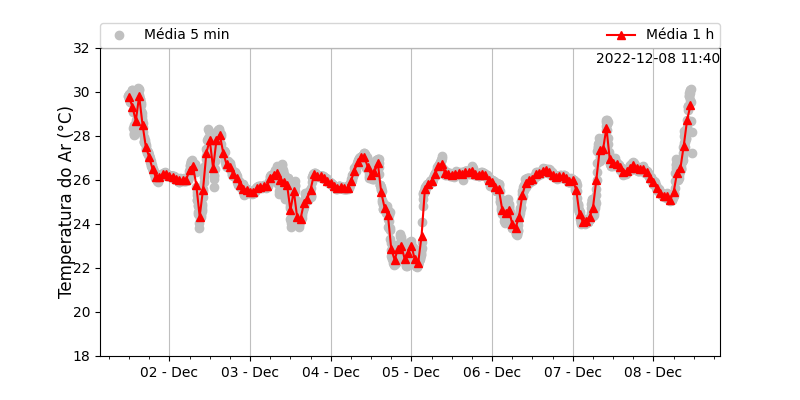 Média 5 min
Média 1 h
2022-12-08 11:40
Temperatura do Ar (°C)
32
30
28
26
24
22
20
18
02 - Dec
03 - Dec
04 - Dec
05 - Dec
06 - Dec
07 - Dec
08 - Dec